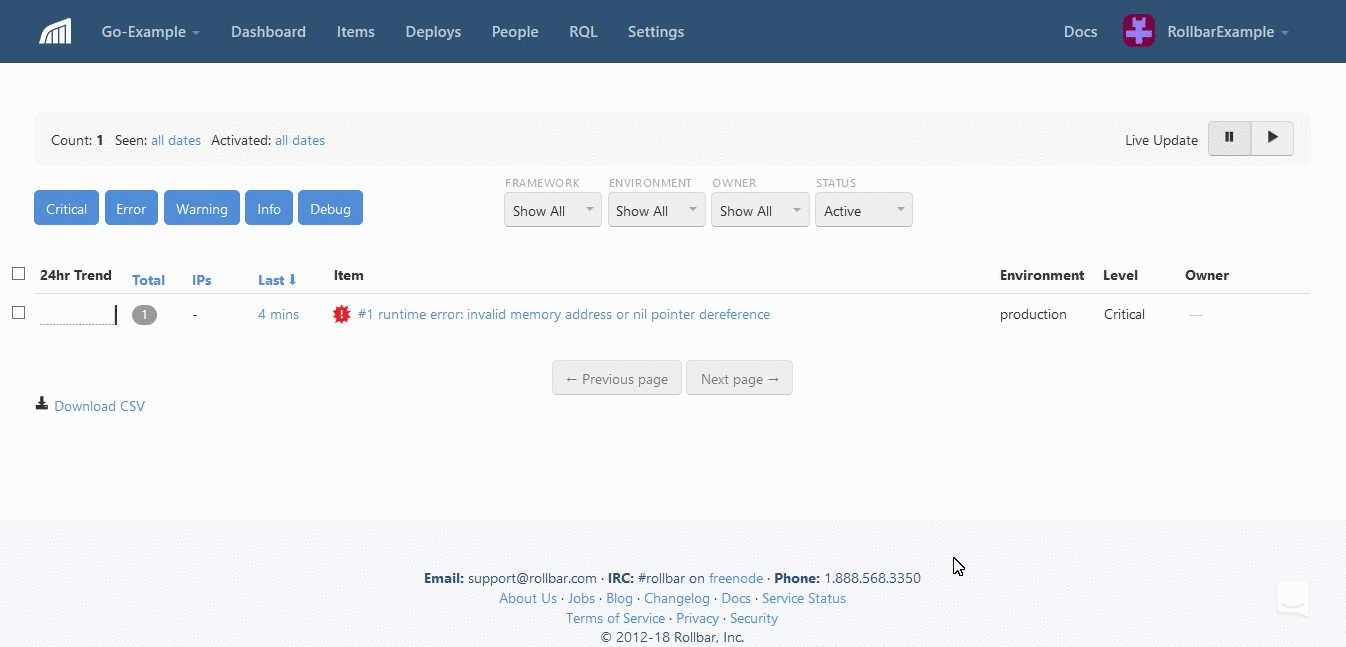 Go-Example Dashboard Items Deploys People RQL Settings Docs RollbarExample
Count: 1 Seen: all dates Activated: all dates Live Update
FRAMEWORK ENVIRONMENT OWNER STATUS
Critical Error Warning Info Debug Show All Show All Show All Active
24hr Trend Total IPs Last ⬇ Item Environment Level Owner
1 - 4 mins #1 runtime error: invalid memory address or nil pointer dereference production Critical —
← Previous page Next page →
Download CSV
Email: support@rollbar.com · IRC: #rollbar on freenode · Phone: 1.888.568.3350
About Us · Jobs · Blog · Changelog · Docs · Service Status
Terms of Service · Privacy · Security
© 2012-18 Rollbar, Inc.